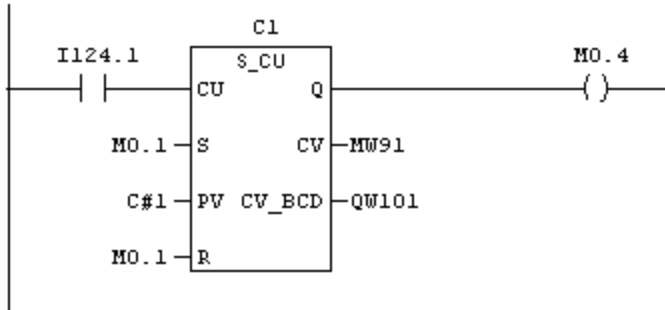 C1
I124.1
S_CU
M0.4
CU
Q
M0.1
S
CV
MW91
C#1
PV
CV_BCD
QW101
M0.1
R